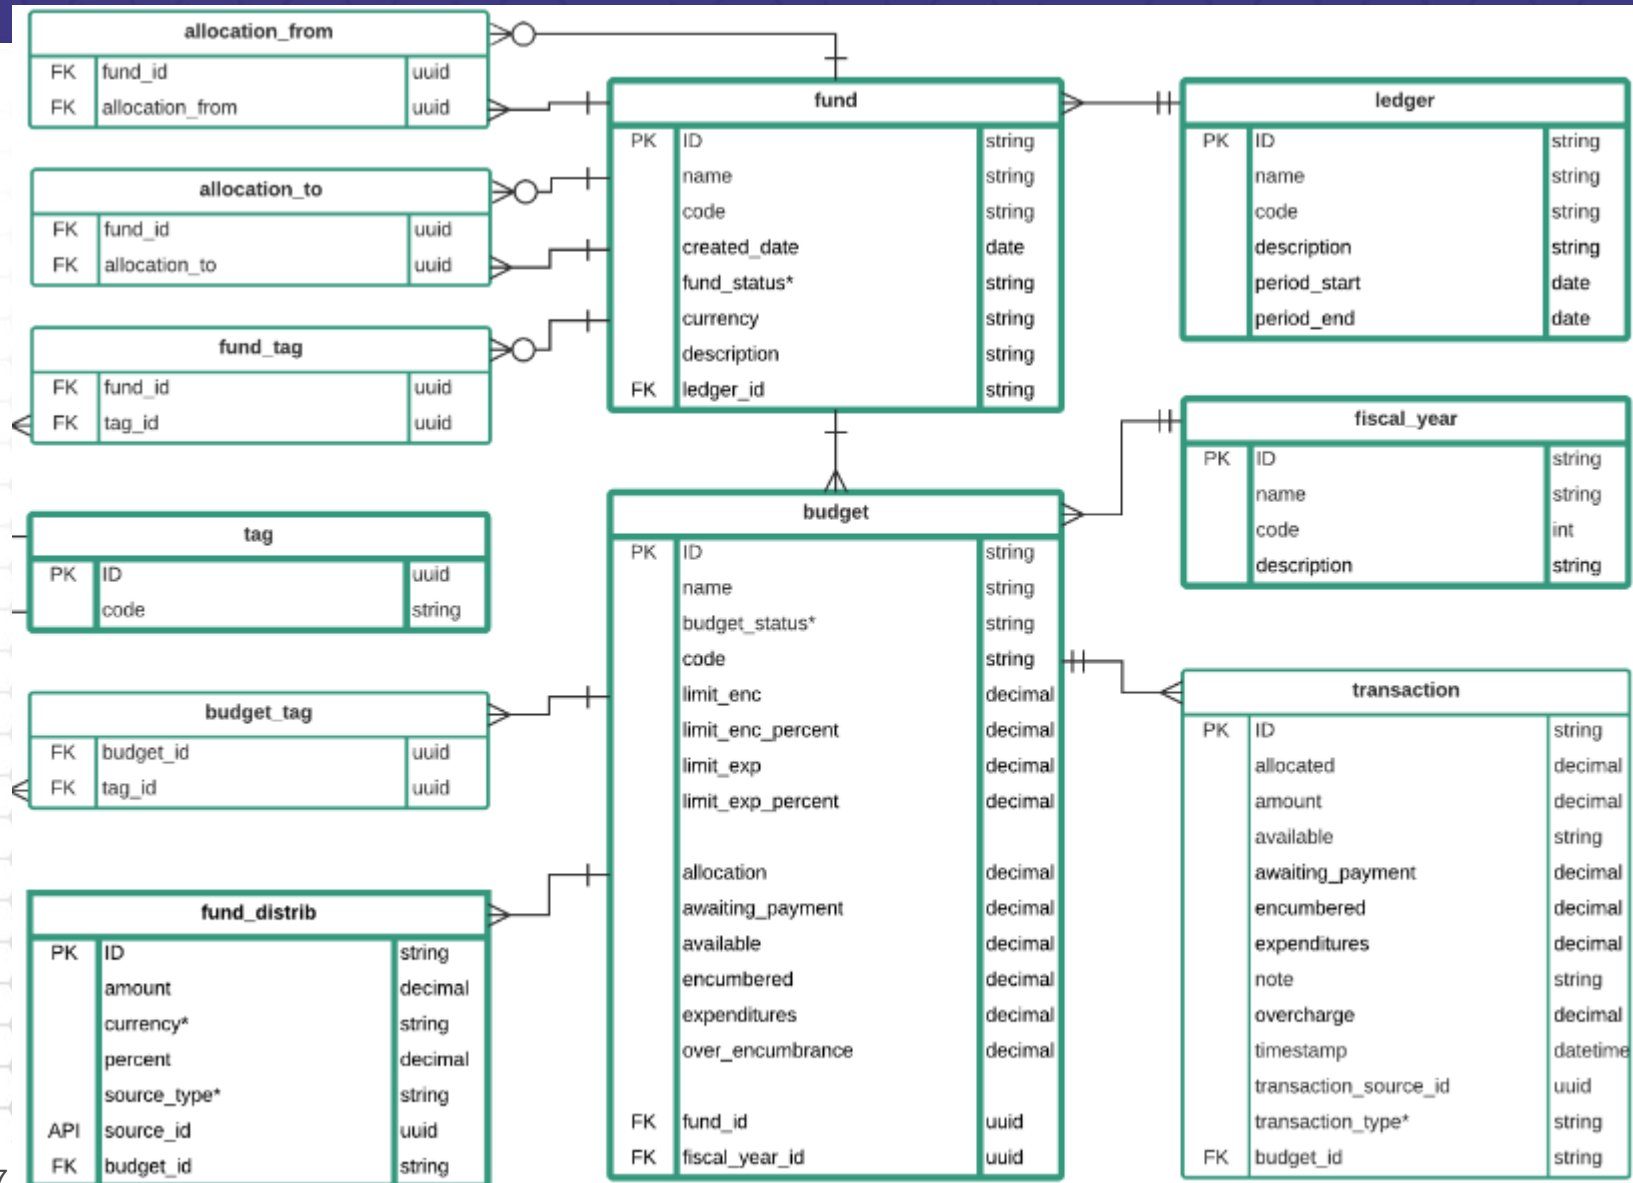 allocation_from
FK fund_id uuid
FK allocation_from uuid
allocation_to
FK fund_id uuid
FK allocation_to uuid
fund_tag
FK fund_id uuid
FK tag_id uuid
tag
PK ID uuid
code string
budget_tag
FK budget_id uuid
FK tag_id uuid
fund_distrib
PK ID string
amount decimal
currency* string
percent decimal
source_type* string
API source_id uuid
FK budget_id string
fund
PK ID string
name string
code string
created_date date
fund_status* string
currency string
description string
FK ledger_id string
budget
PK ID string
name string
budget_status* string
code string
limit_enc decimal
limit_enc_percent decimal
limit_exp decimal
limit_exp_percent decimal
allocation decimal
awaiting_payment decimal
available decimal
encumbered decimal
expenditures decimal
over_encumbrance decimal
FK fund_id uuid
FK fiscal_year_id uuid
ledger
PK ID string
name string
code string
description string
period_start date
period_end date
fiscal_year
PK ID string
name string
code int
description string
transaction
PK ID string
allocated decimal
amount decimal
available string
awaiting_payment decimal
encumbered decimal
expenditures decimal
note string
overcharge decimal
timestamp datetime
transaction_source_id uuid
transaction_type* string
FK budget_id string